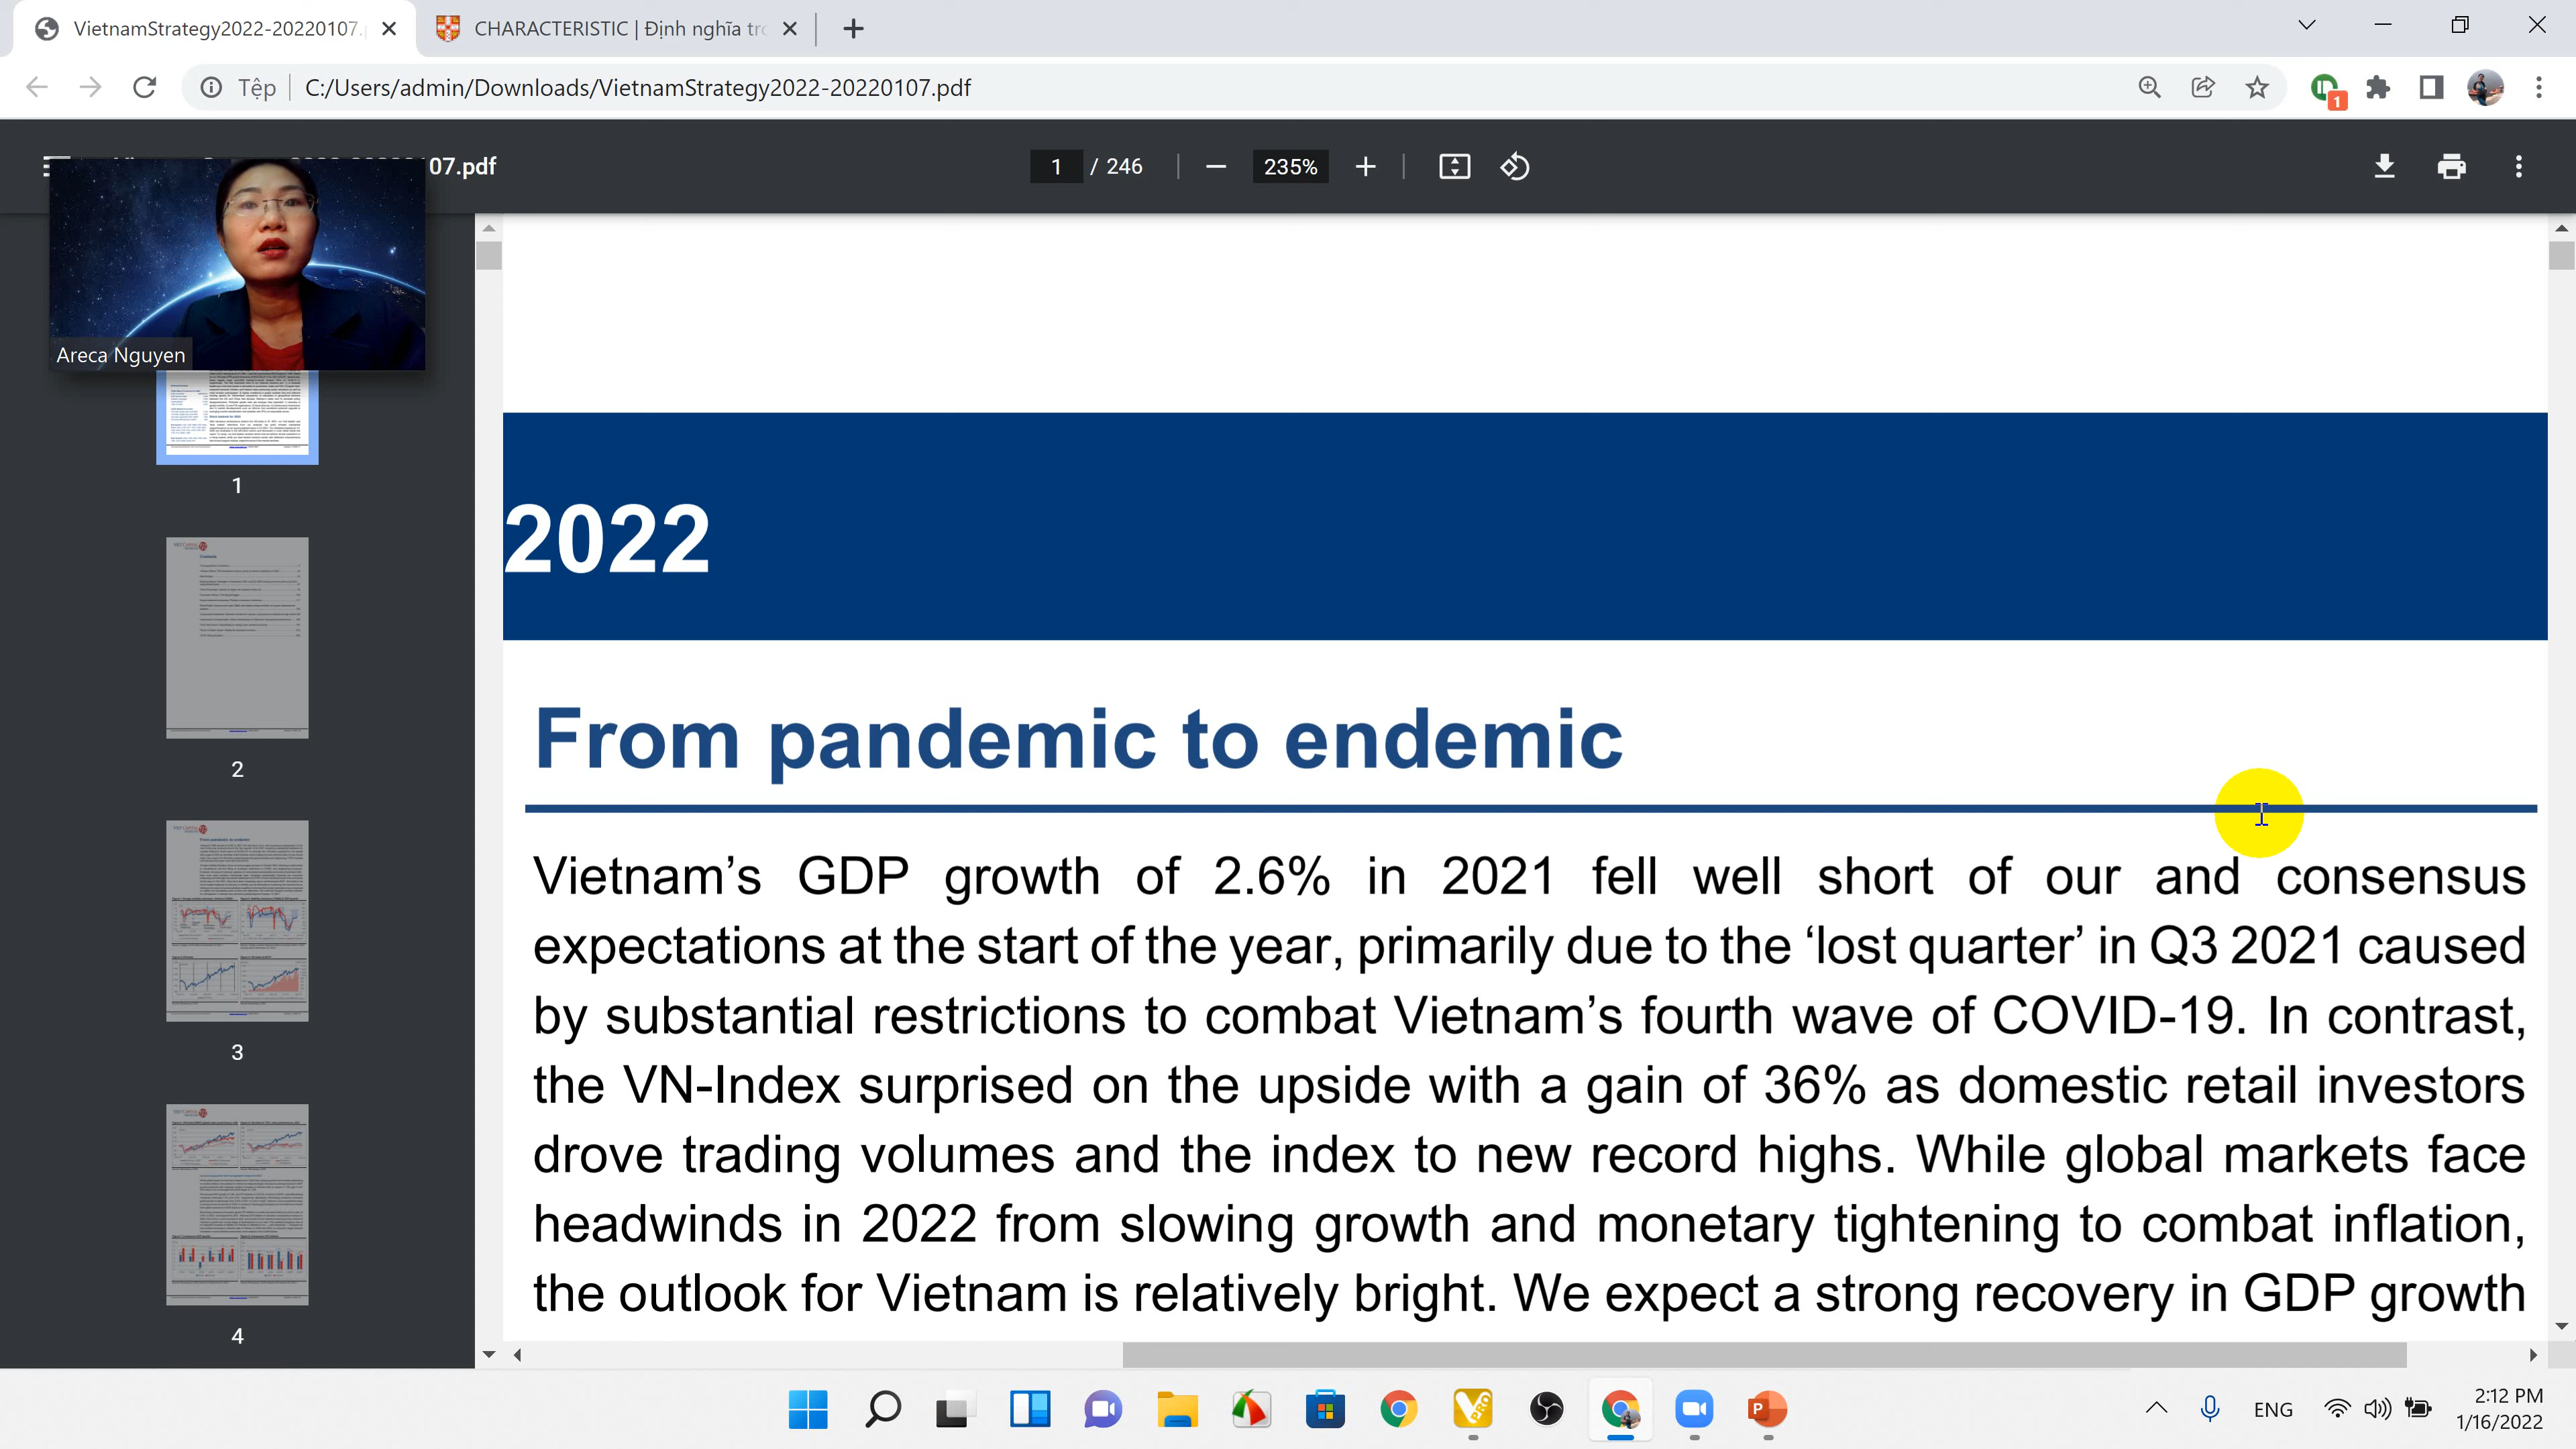 VietnamStrategy2022-20220107.
CHARACTERISTIC | Định nghĩa tro
Tệp
C:/Users/admin/Downloads/VietnamStrategy2022-20220107.pdf
1
07.pdf
1 / 246
235%
Areca Nguyen
1
2
3
4
2022
From pandemic to endemic
Vietnam’s GDP growth of 2.6% in 2021 fell well short of our and consensus
expectations at the start of the year, primarily due to the ‘lost quarter’ in Q3 2021 caused
by substantial restrictions to combat Vietnam’s fourth wave of COVID-19. In contrast,
the VN-Index surprised on the upside with a gain of 36% as domestic retail investors
drove trading volumes and the index to new record highs. While global markets face
headwinds in 2022 from slowing growth and monetary tightening to combat inflation,
the outlook for Vietnam is relatively bright. We expect a strong recovery in GDP growth
PRO
P
ENG
2:12 PM
1/16/2022